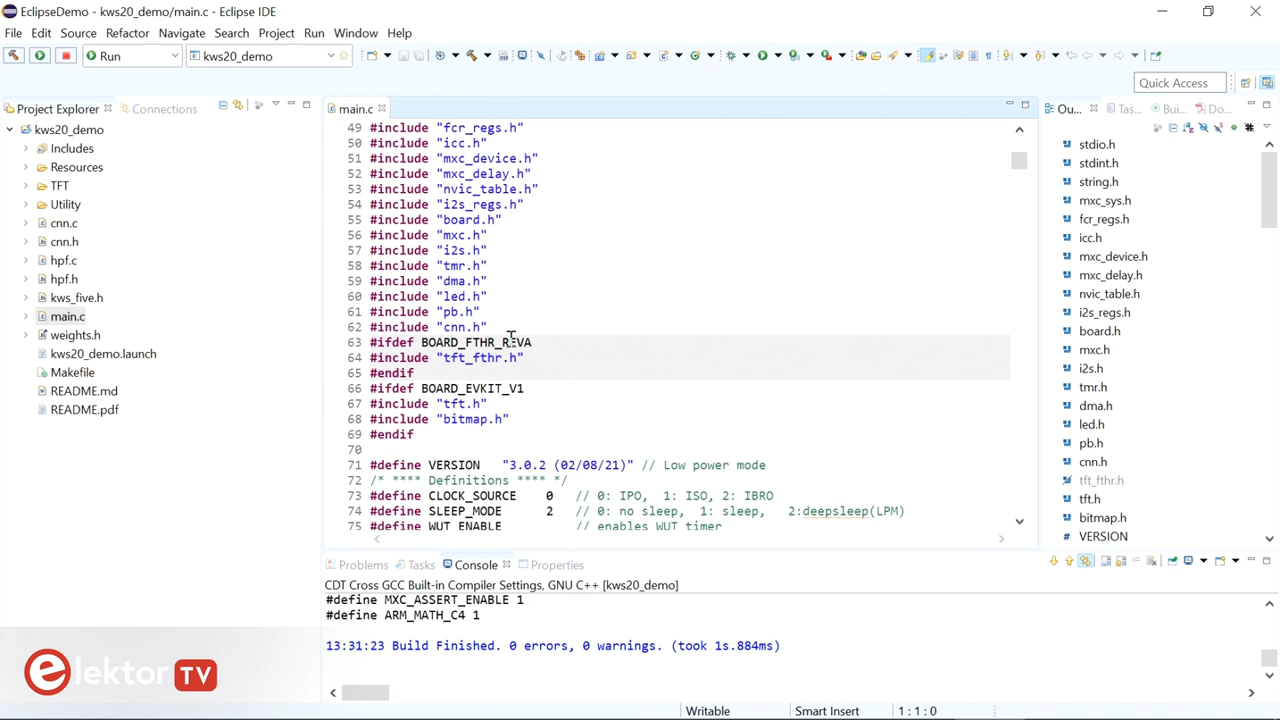 EclipseDemo - kws20_demo/main.c - Eclipse IDE
File Edit Source Refactor Navigate Search Project Run Window Help
Run kws20_demo
Quick Access
Project Explorer Connections
kws20_demo
Includes
Resources
TFT
Utility
cnn.c
cnn.h
hpf.c
hpf.h
kws_five.h
main.c
weights.h
kws20_demo.launch
Makefile
README.md
README.pdf
main.c
49 #include "fcr_regs.h"
50 #include "icc.h"
51 #include "mxc_device.h"
52 #include "mxc_delay.h"
53 #include "nvic_table.h"
54 #include "i2s_regs.h"
55 #include "board.h"
56 #include "mxc.h"
57 #include "i2s.h"
58 #include "tmr.h"
59 #include "dma.h"
60 #include "led.h"
61 #include "pb.h"
62 #include "cnn.h"
63 #ifdef BOARD_FTHR_REVA
64 #include "tft_fthr.h"
65 #endif
66 #ifdef BOARD_EVKIT_V1
67 #include "tft.h"
68 #include "bitmap.h"
69 #endif
70
71 #define VERSION "3.0.2 (02/08/21)" // Low power mode
72 /* **** Definitions **** */
73 #define CLOCK_SOURCE 0 // 0: IPO, 1: ISO, 2: IBRO
74 #define SLEEP_MODE 2 // 0: no sleep, 1: sleep, 2:deepsleep(LPM)
75 #define WUT_ENABLE // enables WUT timer
Ou... Tas... Bui... Do...
stdio.h
stdint.h
string.h
mxc_sys.h
fcr_regs.h
icc.h
mxc_device.h
mxc_delay.h
nvic_table.h
i2s_regs.h
board.h
mxc.h
i2s.h
tmr.h
dma.h
led.h
pb.h
cnn.h
tft_fthr.h
tft.h
bitmap.h
# VERSION
Problems Tasks Console Properties
CDT Cross GCC Built-in Compiler Settings, GNU C++ [kws20_demo]
#define MXC_ASSERT_ENABLE 1
#define ARM_MATH_C4 1
13:31:23 Build Finished. 0 errors, 0 warnings. (took 1s.884ms)
elektor TV
Writable Smart Insert 1 : 1 : 0